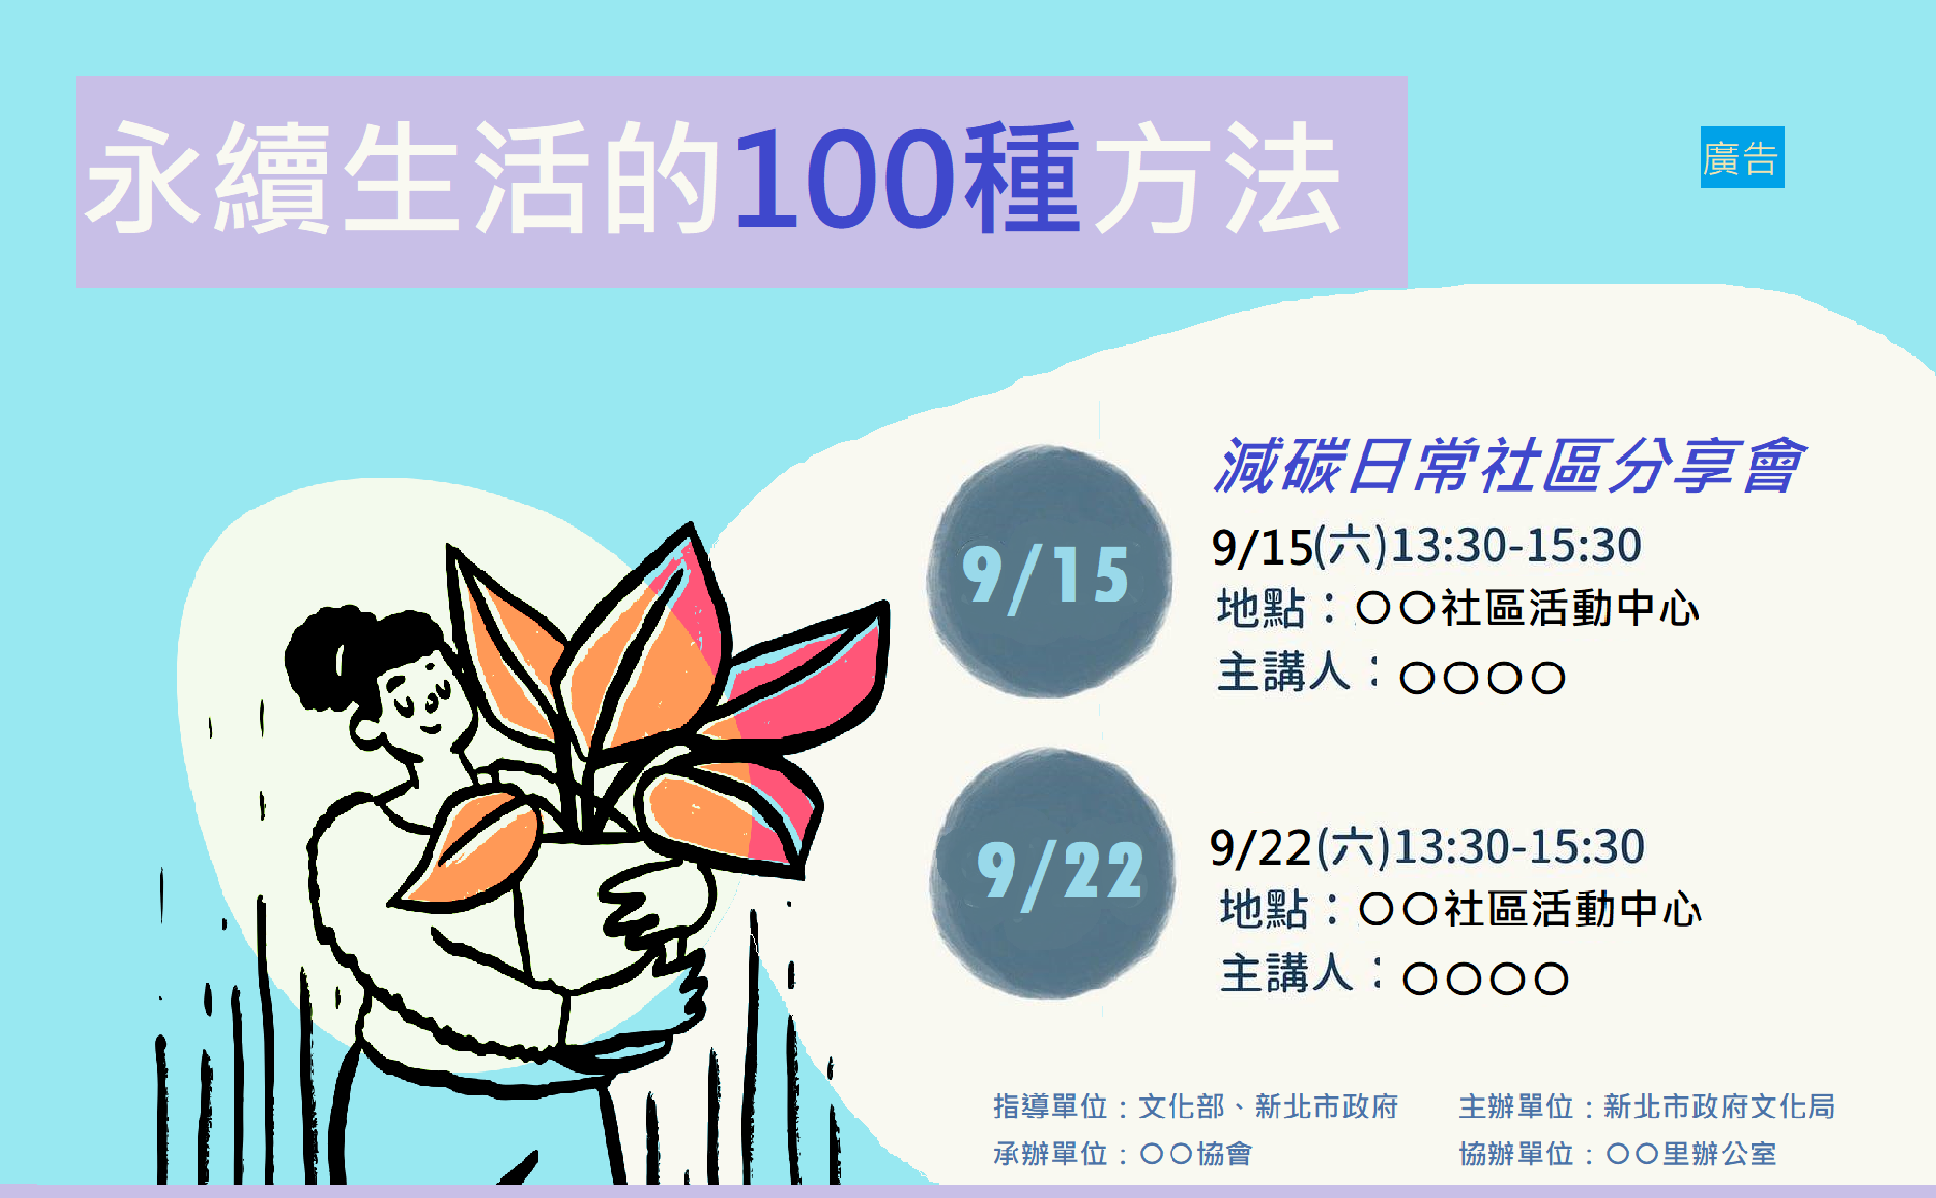 永續生活的100種方法
廣告
減碳日常社區分享會
9/15
9/15(六)13:30-15:30
地點：〇〇社區活動中心
主講人：〇〇〇〇
9/22
9/22(六)13:30-15:30
地點：〇〇社區活動中心
主講人：〇〇〇〇
指導單位：文化部、新北市政府
主辦單位：新北市政府文化局
承辦單位：〇〇協會
協辦單位：〇〇里辦公室